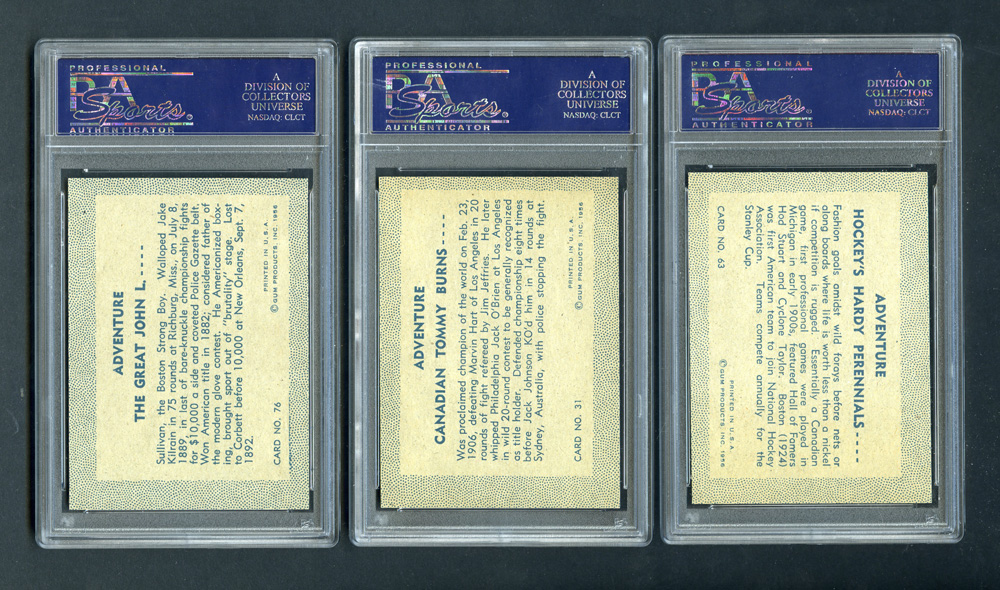 PROFESSIONAL
PSA
Sports.
AUTHENTICATOR
A
DIVISION OF
COLLECTORS
UNIVERSE
NASDAQ: CLCT
ADVENTURE
THE GREAT JOHN L. - - - -
Sullivan, the Boston Strong Boy. Walloped Jake
Kilrain in 75 rounds at Richburg, Miss., on July 8,
1889, in last of bare-knuckle championship fights
for $10,000 a side and coveted Police Gazette belt.
Won American title in 1882; considered father of
the modern glove contest. He Americanized box-
ing, brought sport out of "brutality" stage. Lost
to Corbett before 10,000 at New Orleans, Sept. 7,
1892.
CARD NO. 76
PRINTED IN U.S.A.
© GUM PRODUCTS, INC. 1956
PROFESSIONAL
PSA
Sports.
AUTHENTICATOR
A
DIVISION OF
COLLECTORS
UNIVERSE
NASDAQ: CLCT
ADVENTURE
CANADIAN TOMMY BURNS - - - -
Was proclaimed champion of the world on Feb. 23,
1906, defeating Marvin Hart of Los Angeles in 20
rounds of fight refereed by Jim Jeffries. He later
whipped Philadelphia Jack O'Brien at Los Angeles
in wild 20-round contest to be generally recognized
as title holder. Defended championship eight times
before Jack Johnson KO'd him in 14 rounds at
Sydney, Australia, with police stopping the fight.
CARD NO. 31
PRINTED IN U.S.A.
© GUM PRODUCTS, INC. 1956
PROFESSIONAL
PSA
Sports.
AUTHENTICATOR
A
DIVISION OF
COLLECTORS
UNIVERSE
NASDAQ: CLCT
ADVENTURE
HOCKEY'S HARDY PERENNIALS - - - -
Fashion goals amidst wild forays before nets or
along boards where life is worth less than a nickel
if competition is rugged. Essentially a Canadian
game, first professional games were played in
Michigan in early 1900s, featured Hall of Famers
Hod Stuart and Cyclone Taylor. Boston (1924)
was first American team to join National Hockey
Association. Teams compete annually for the
Stanley Cup.
CARD NO. 63
PRINTED IN U.S.A.
© GUM PRODUCTS, INC. 1956